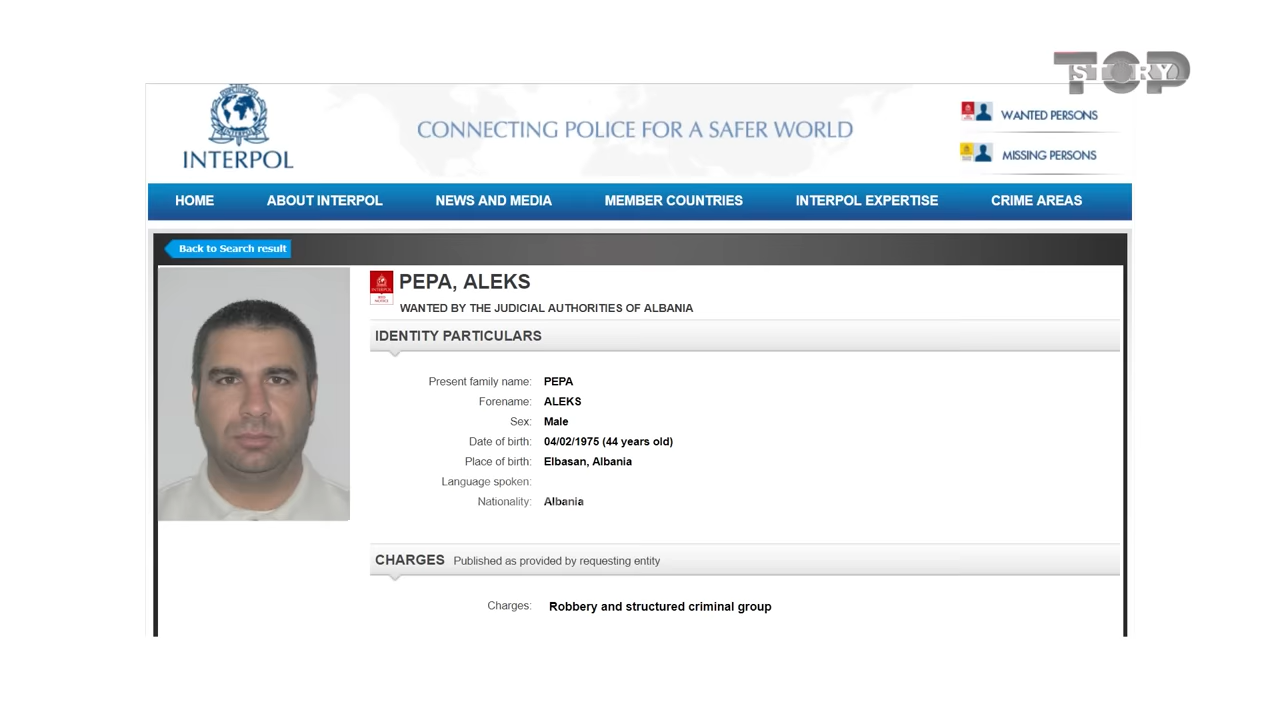 TOP
STORY
INTERPOL
CONNECTING POLICE FOR A SAFER WORLD
WANTED PERSONS
MISSING PERSONS
HOME ABOUT INTERPOL NEWS AND MEDIA MEMBER COUNTRIES INTERPOL EXPERTISE CRIME AREAS
Back to Search result
PEPA, ALEKS
WANTED BY THE JUDICIAL AUTHORITIES OF ALBANIA
IDENTITY PARTICULARS
Present family name: PEPA
Forename: ALEKS
Sex: Male
Date of birth: 04/02/1975 (44 years old)
Place of birth: Elbasan, Albania
Language spoken:
Nationality: Albania
CHARGES Published as provided by requesting entity
Charges: Robbery and structured criminal group